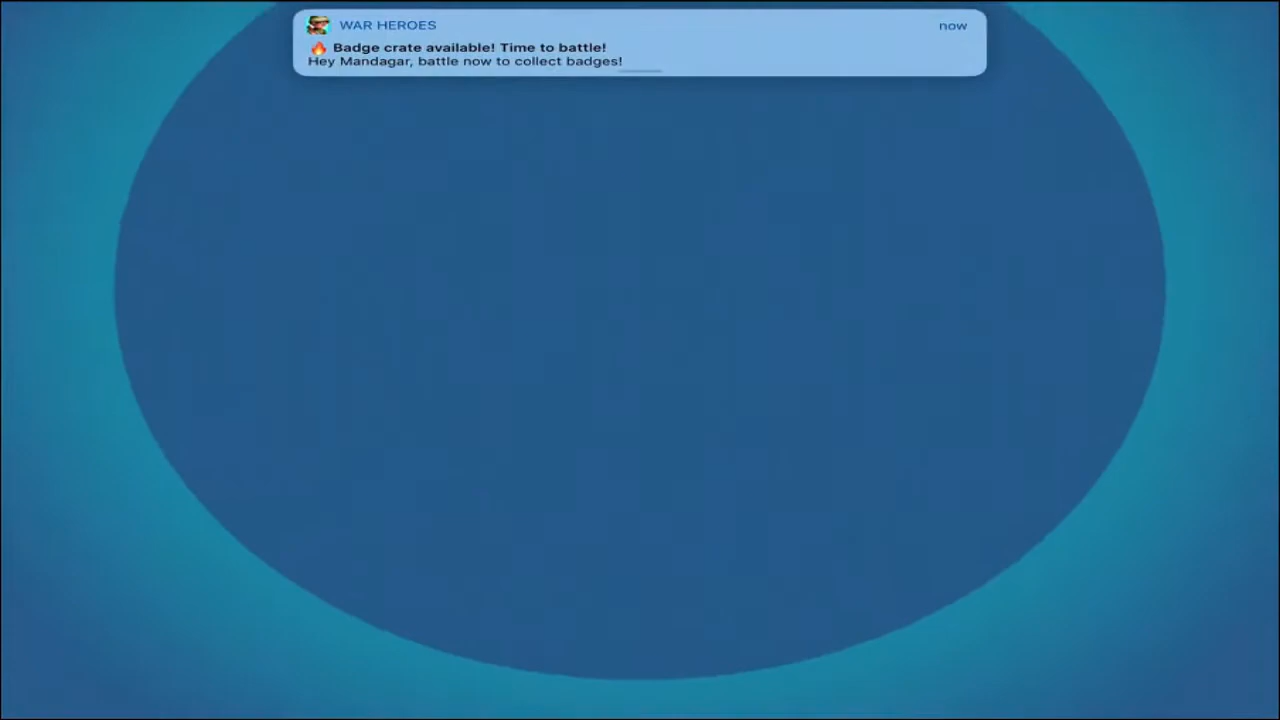 WAR HEROES
now
🔥 Badge crate available! Time to battle!
Hey Mandagar, battle now to collect badges!